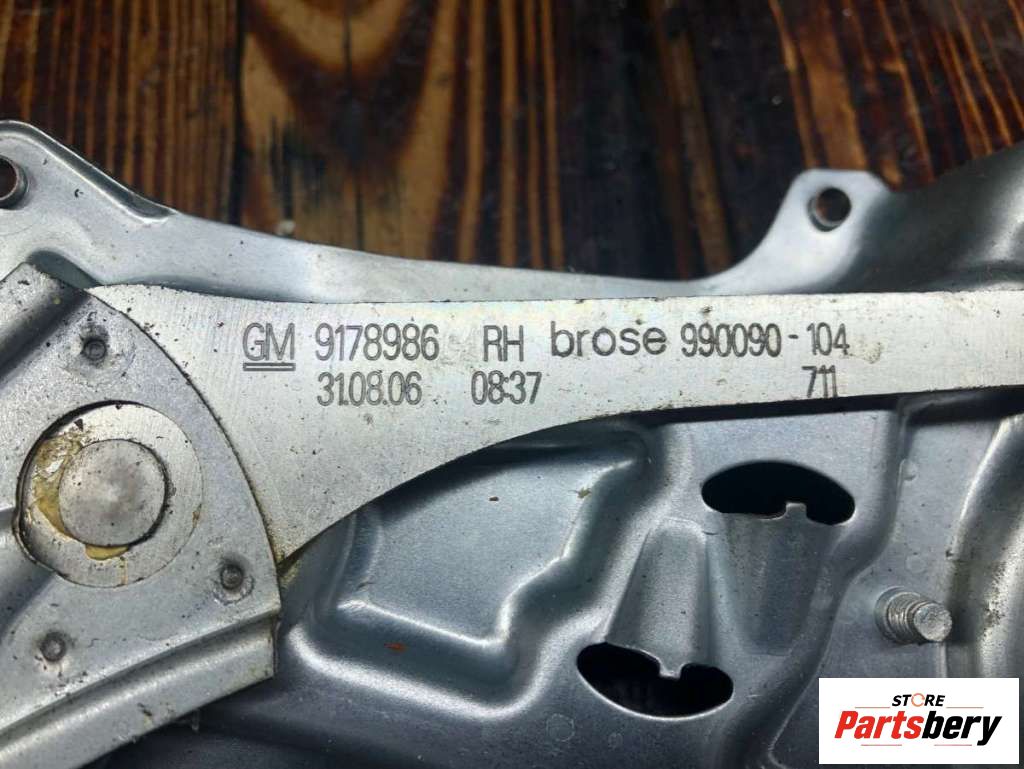 GM 9178986 RH brose 990090-104
31.08.06 08:37 711
STORE
Partsbery